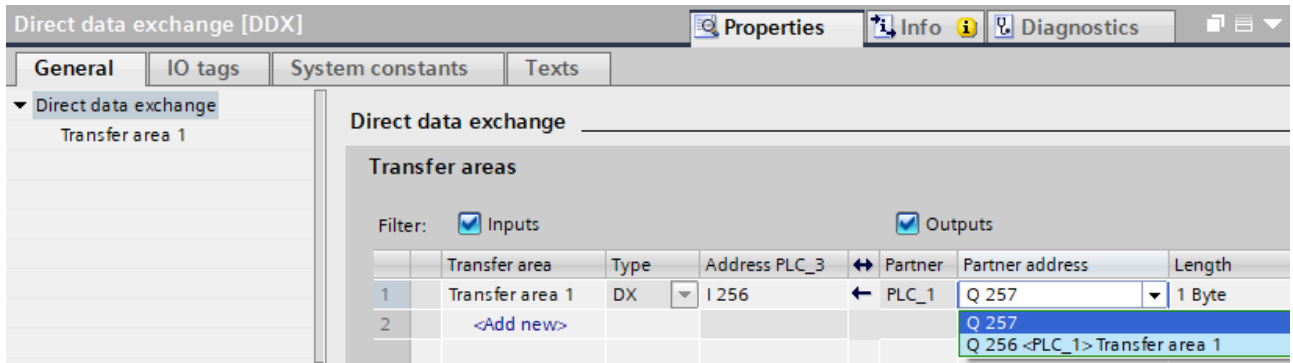 Direct data exchange [DDX] Properties Info Diagnostics
General IO tags System constants Texts
Direct data exchange
Transfer area 1
Direct data exchange
Transfer areas
Filter: Inputs Outputs
Transfer area Type Address PLC_3 Partner Partner address Length
1 Transfer area 1 DX I 256 PLC_1 Q 257 1 Byte
2 <Add new>
Q 257
Q 256 <PLC_1> Transfer area 1